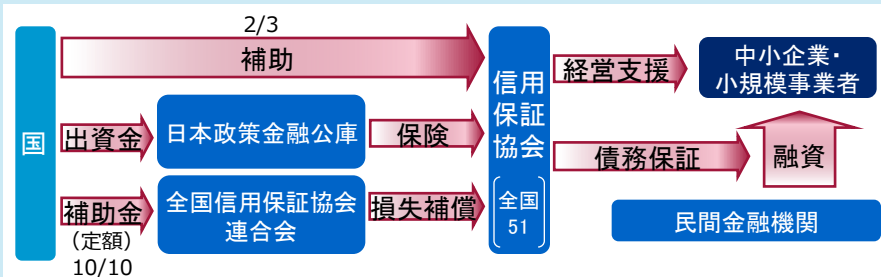 2/3
補助
国
出資金
日本政策金融公庫
保険
補助金
(定額)
10/10
全国信用保証協会
連合会
損失補償
信用
保証
協会
全国
51
経営支援
中小企業・
小規模事業者
債務保証
融資
民間金融機関